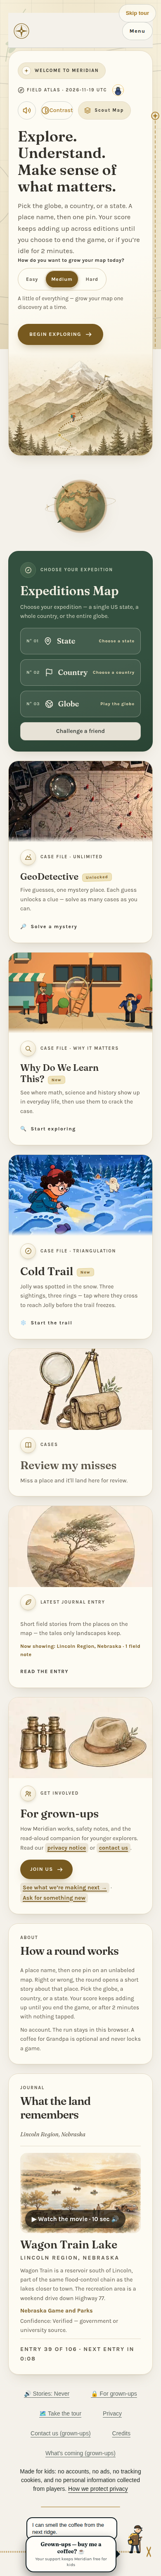 Skip tour
Menu
WELCOME TO MERIDIAN
FIELD ATLAS · 2026-11-19 UTC
Contrast
Scout Map
Explore.
Understand.
Make sense of
what matters.
Pick the globe, a country, or a state. A
place name, then one pin. Your score
keeps adding up across editions until
you choose to end the game, or if you're
idle for 2 minutes.
How do you want to grow your map today?
Easy
Medium
Hard
A little of everything — grow your map one
discovery at a time.
BEGIN EXPLORING →
CHOOSE YOUR EXPEDITION
Expeditions Map
Choose your expedition — a single US state, a
whole country, or the entire globe.
N° 01 State Choose a state
N° 02 Country Choose a country
N° 03 Globe Play the globe
Challenge a friend
CASE FILE · UNLIMITED
GeoDetective Unlocked
Five guesses, one mystery place. Each guess
unlocks a clue — solve as many cases as you
can.
Solve a mystery
CASE FILE · WHY IT MATTERS
Why Do We Learn
This? New
See where math, science and history show up
in everyday life, then use them to crack the
case.
Start exploring
CASE FILE · TRIANGULATION
Cold Trail New
Jolly was spotted in the snow. Three
sightings, three rings — tap where they cross
to reach Jolly before the trail freezes.
Start the trail
CASES
Review my misses
Miss a place and it'll land here for review.
LATEST JOURNAL ENTRY
Short field stories from the places on the
map — the tales only landscapes keep.
Now showing: Lincoln Region, Nebraska · 1 field
note
READ THE ENTRY
GET INVOLVED
For grown-ups
How Meridian works, safety notes, and the
read-aloud companion for younger explorers.
Read our privacy notice or contact us.
JOIN US →
See what we're making next →
Ask for something new
ABOUT
How a round works
A place name, then one pin on an unlabeled
map. Right or wrong, the round opens a short
story about that place. Pick the globe, a
country, or a state. Your score keeps adding
up until you end the game, or after 2 minutes
with nothing tapped.
No account. The run stays in this browser. A
coffee for Grandpa is optional and never locks
a game.
JOURNAL
What the land
remembers
Lincoln Region, Nebraska
▶ Watch the movie · 10 sec
Wagon Train Lake
LINCOLN REGION, NEBRASKA
Wagon Train is a reservoir south of Lincoln,
part of the same flood-control chain as the
lakes closer to town. The recreation area is a
weekend drive down Highway 77.
Nebraska Game and Parks
Confidence: Verified — government or
university source.
ENTRY 39 OF 106 · NEXT ENTRY IN
0:08
Stories: Never
For grown-ups
Take the tour
Privacy
Contact us (grown-ups)
Credits
What's coming (grown-ups)
Made for kids: no accounts, no ads, no tracking
cookies, and no personal information collected
from players. How we protect privacy
I can smell the coffee from the
next ridge.
Grown-ups — buy me a
coffee?
Your support keeps Meridian free for
kids